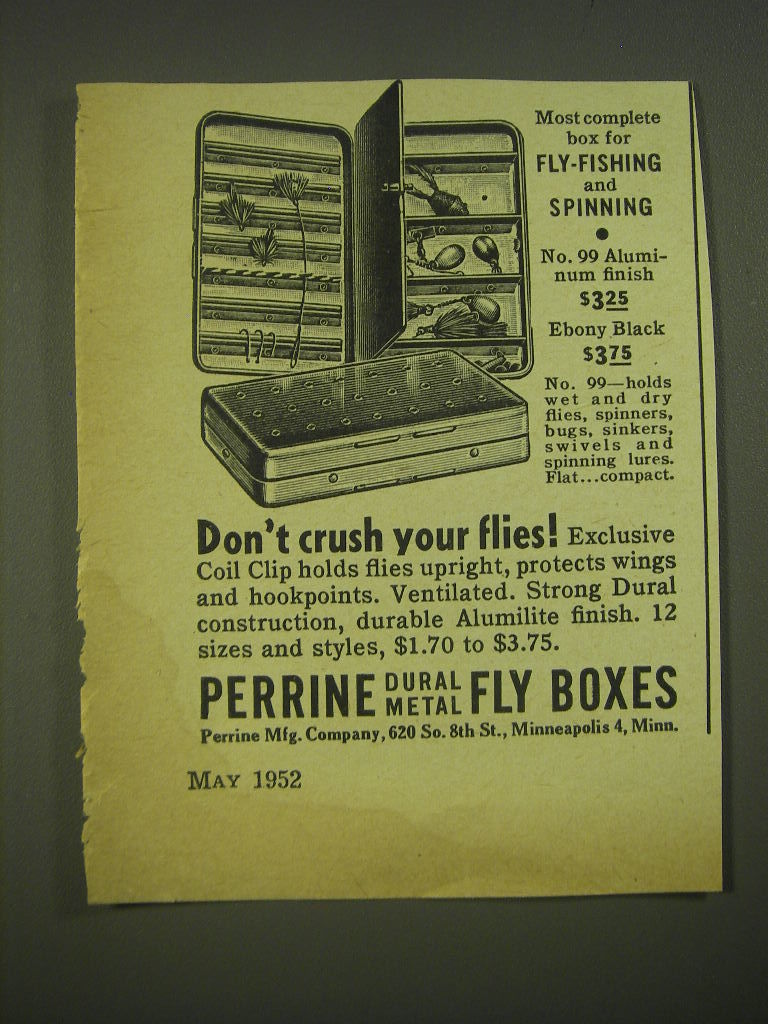 Most complete
box for
FLY-FISHING
and
SPINNING
●
No. 99 Alumi-
num finish
$3.25
Ebony Black
$3.75
No. 99—holds
wet and dry
flies, spinners,
bugs, sinkers,
swivels and
spinning lures.
Flat...compact.
Don't crush your flies! Exclusive
Coil Clip holds flies upright, protects wings
and hookpoints. Ventilated. Strong Dural
construction, durable Alumilite finish. 12
sizes and styles, $1.70 to $3.75.
PERRINE DURAL METAL FLY BOXES
Perrine Mfg. Company, 620 So. 8th St., Minneapolis 4, Minn.
MAY 1952